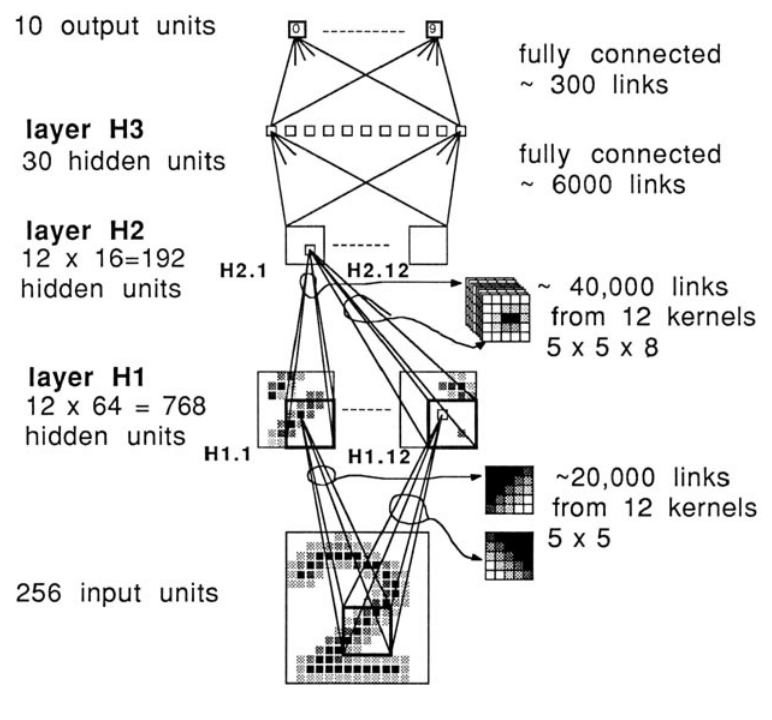 10 output units
0
9
fully connected
~ 300 links
layer H3
30 hidden units
fully connected
~ 6000 links
layer H2
12 x 16=192
hidden units
H2.1
H2.12
~ 40,000 links
from 12 kernels
5 x 5 x 8
layer H1
12 x 64 = 768
hidden units
H1.1
H1.12
~20,000 links
from 12 kernels
5 x 5
256 input units